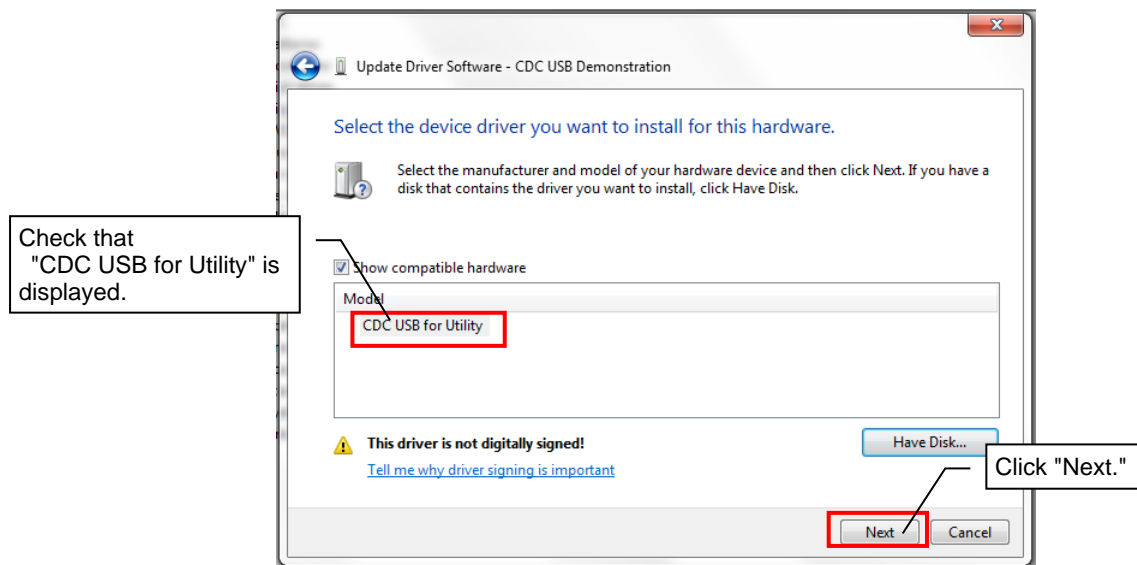 Update Driver Software - CDC USB Demonstration
Select the device driver you want to install for this hardware.
Select the manufacturer and model of your hardware device and then click Next. If you have a
disk that contains the driver you want to install, click Have Disk.
Check that
"CDC USB for Utility" is
displayed.
Show compatible hardware
Model
CDC USB for Utility
This driver is not digitally signed!
Have Disk...
Tell me why driver signing is important
Click "Next."
Next
Cancel